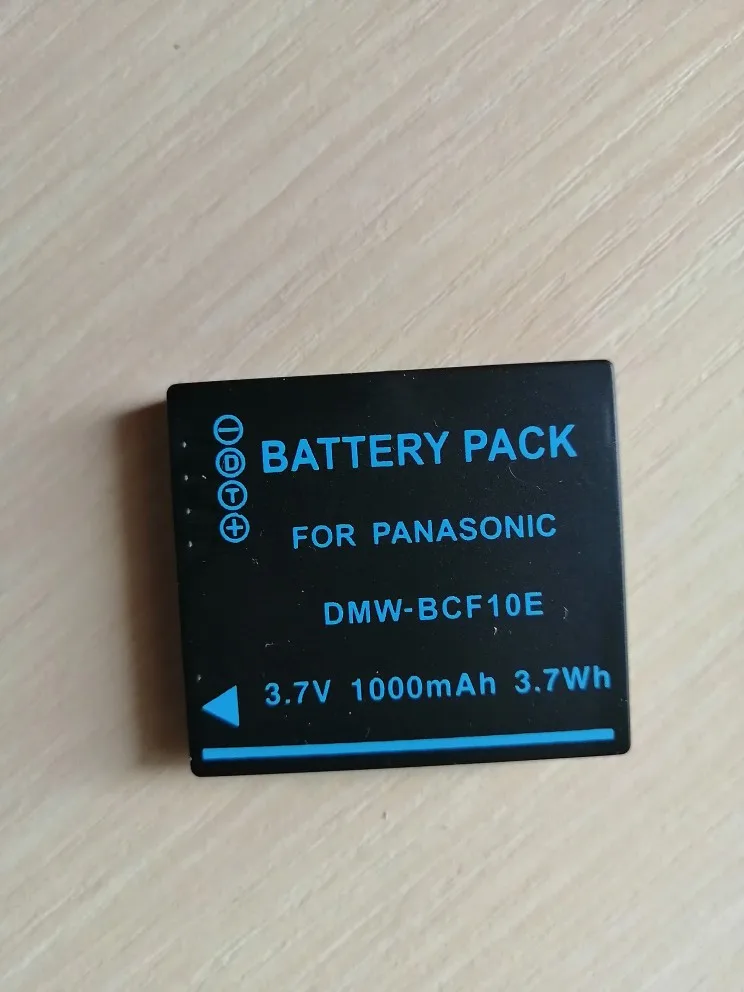 BATTERY PACK
FOR PANASONIC
DMW-BCF10E
3.7V 1000mAh 3.7Wh
−
D
T
+